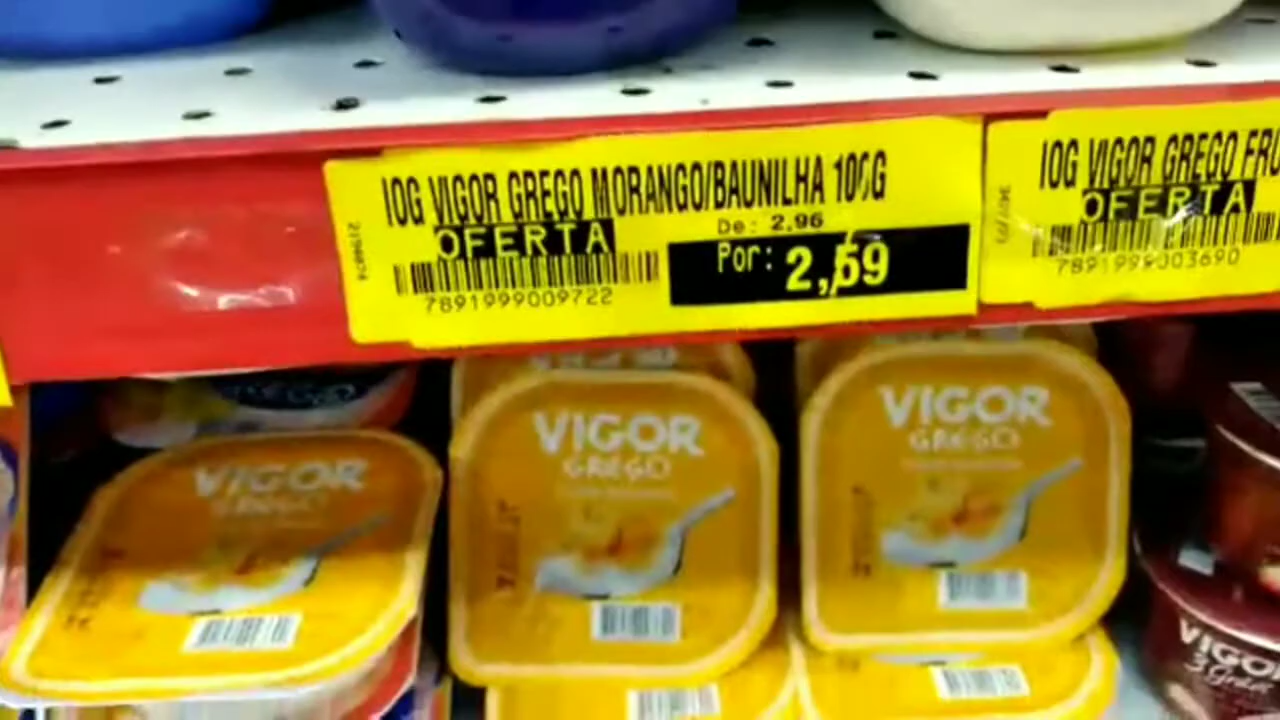 IOG VIGOR GREGO MORANGO/BAUNILHA 100G
OFERTA
De: 2,96
Por: 2,59
7891999009722
2194874
IOG VIGOR GREGO FRU
OFERTA
7891999003690
VIGOR
GREGO
VIGOR
GREGO
VIGOR
GREGO
VIGOR